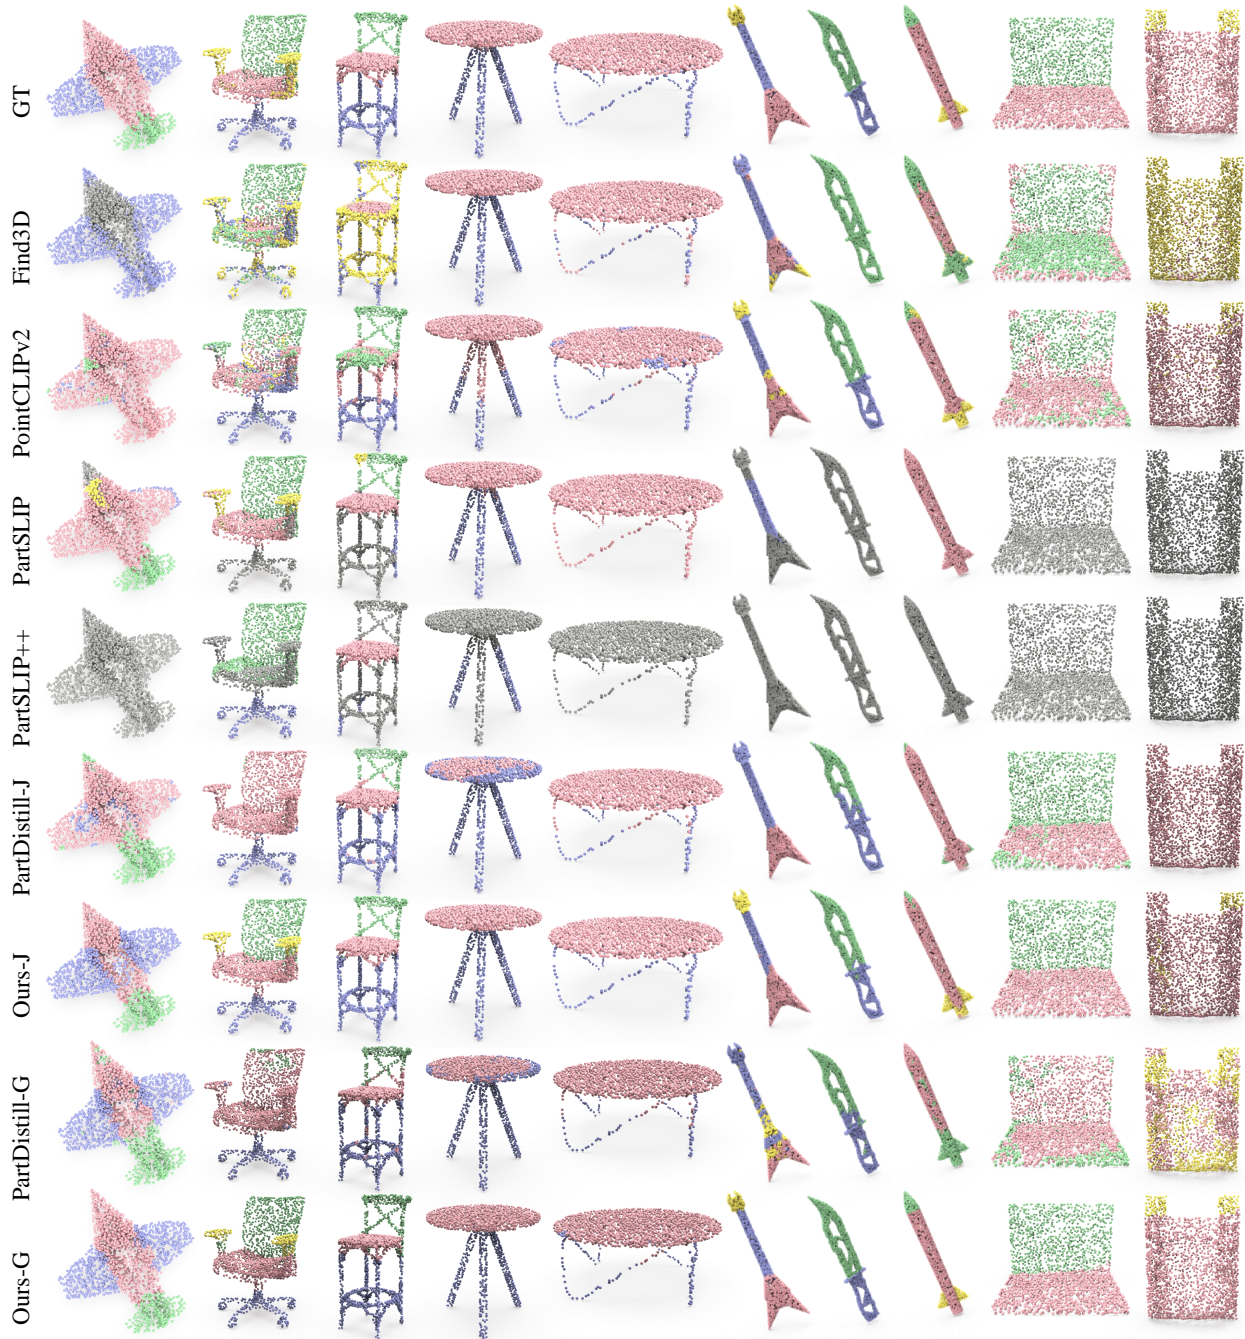 GT
Find3D
PointCLIPv2
PartSLIP
PartSLIP++
PartDistill-J
Ours-J
PartDistill-G
Ours-G